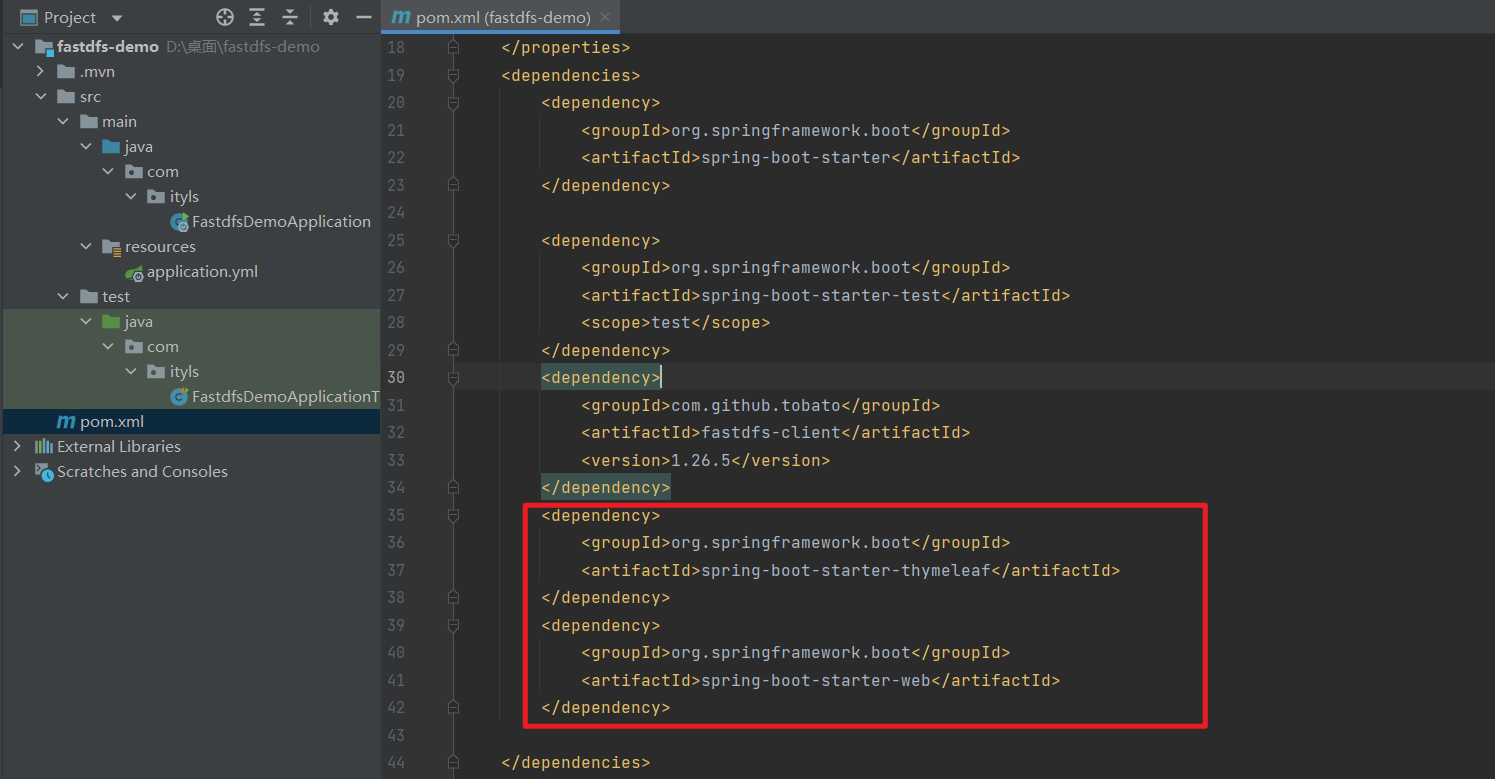 Project
fastdfs-demo D:\桌面\fastdfs-demo
.mvn
src
main
java
com
ityls
FastdfsDemoApplication
resources
application.yml
test
java
com
ityls
FastdfsDemoApplicationT
pom.xml
External Libraries
Scratches and Consoles
pom.xml (fastdfs-demo)
18 </properties>
19 <dependencies>
20 <dependency>
21 <groupId>org.springframework.boot</groupId>
22 <artifactId>spring-boot-starter</artifactId>
23 </dependency>
24
25 <dependency>
26 <groupId>org.springframework.boot</groupId>
27 <artifactId>spring-boot-starter-test</artifactId>
28 <scope>test</scope>
29 </dependency>
30 <dependency>
31 <groupId>com.github.tobato</groupId>
32 <artifactId>fastdfs-client</artifactId>
33 <version>1.26.5</version>
34 </dependency>
35 <dependency>
36 <groupId>org.springframework.boot</groupId>
37 <artifactId>spring-boot-starter-thymeleaf</artifactId>
38 </dependency>
39 <dependency>
40 <groupId>org.springframework.boot</groupId>
41 <artifactId>spring-boot-starter-web</artifactId>
42 </dependency>
43
44 </dependencies>